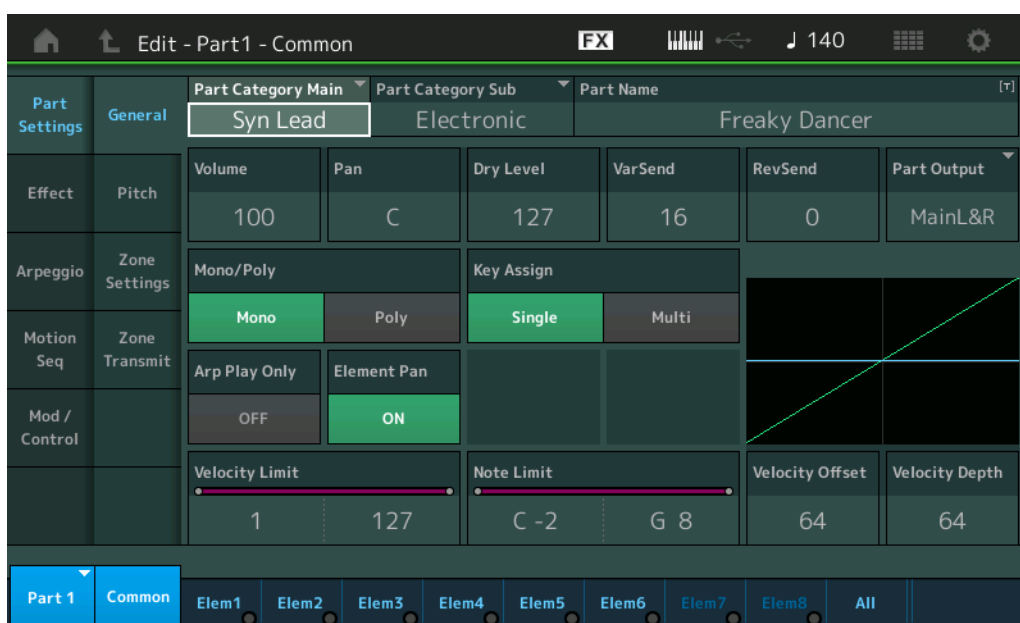 Edit - Part1 - Common
FX
♩ 140
Part Settings
Effect
Arpeggio
Motion Seq
Mod / Control
General
Pitch
Zone Settings
Zone Transmit
Part Category Main
Syn Lead
Part Category Sub
Electronic
Part Name
[T]
Freaky Dancer
Volume
100
Pan
C
Dry Level
127
VarSend
16
RevSend
0
Part Output
MainL&R
Mono/Poly
Mono
Poly
Key Assign
Single
Multi
Arp Play Only
OFF
Element Pan
ON
Velocity Limit
1
127
Note Limit
C -2
G 8
Velocity Offset
64
Velocity Depth
64
Part 1
Common
Elem1
Elem2
Elem3
Elem4
Elem5
Elem6
Elem7
Elem8
All